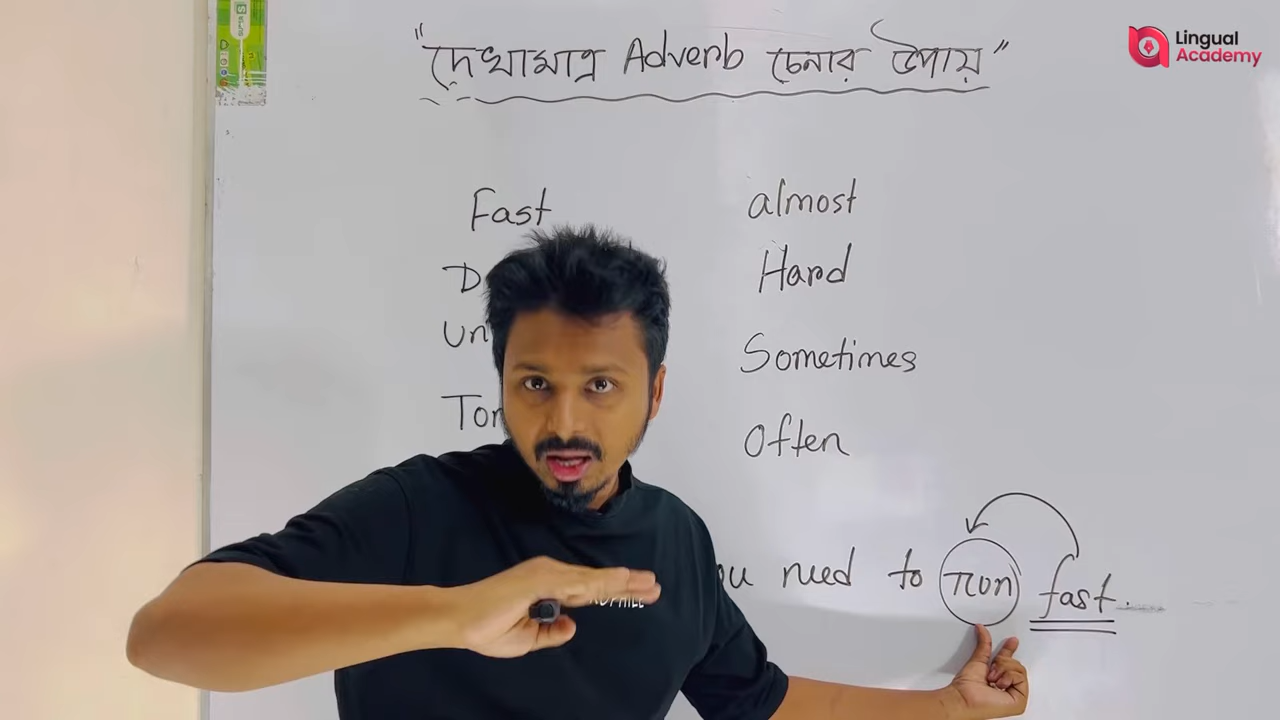 Lingual
Academy
"দেখামাত্র Adverb চেনার উপায়"
Fast
almost
Hard
Sometimes
Often
need to run fast.